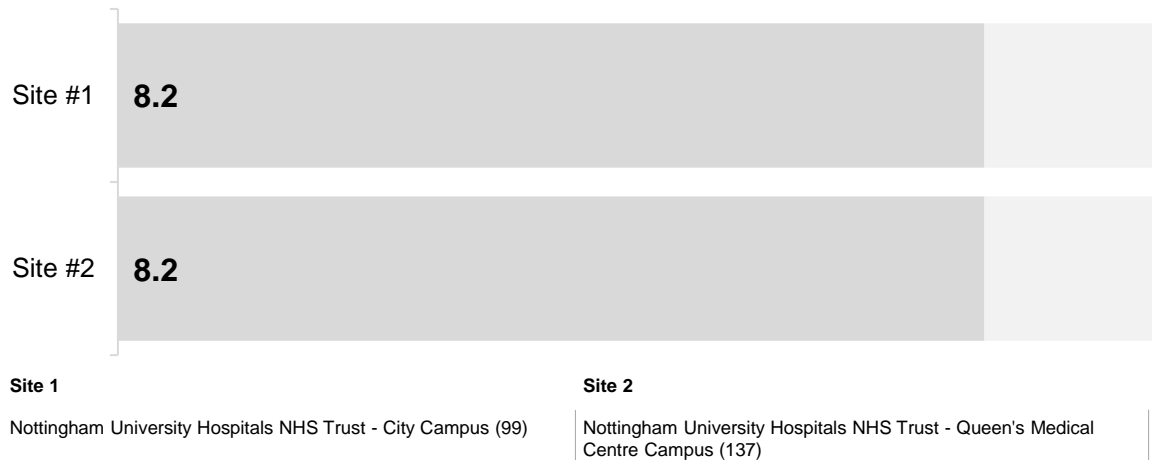 Site #1
8.2
Site #2
8.2
Site 1
Nottingham University Hospitals NHS Trust - City Campus (99)
Site 2
Nottingham University Hospitals NHS Trust - Queen's Medical
Centre Campus (137)